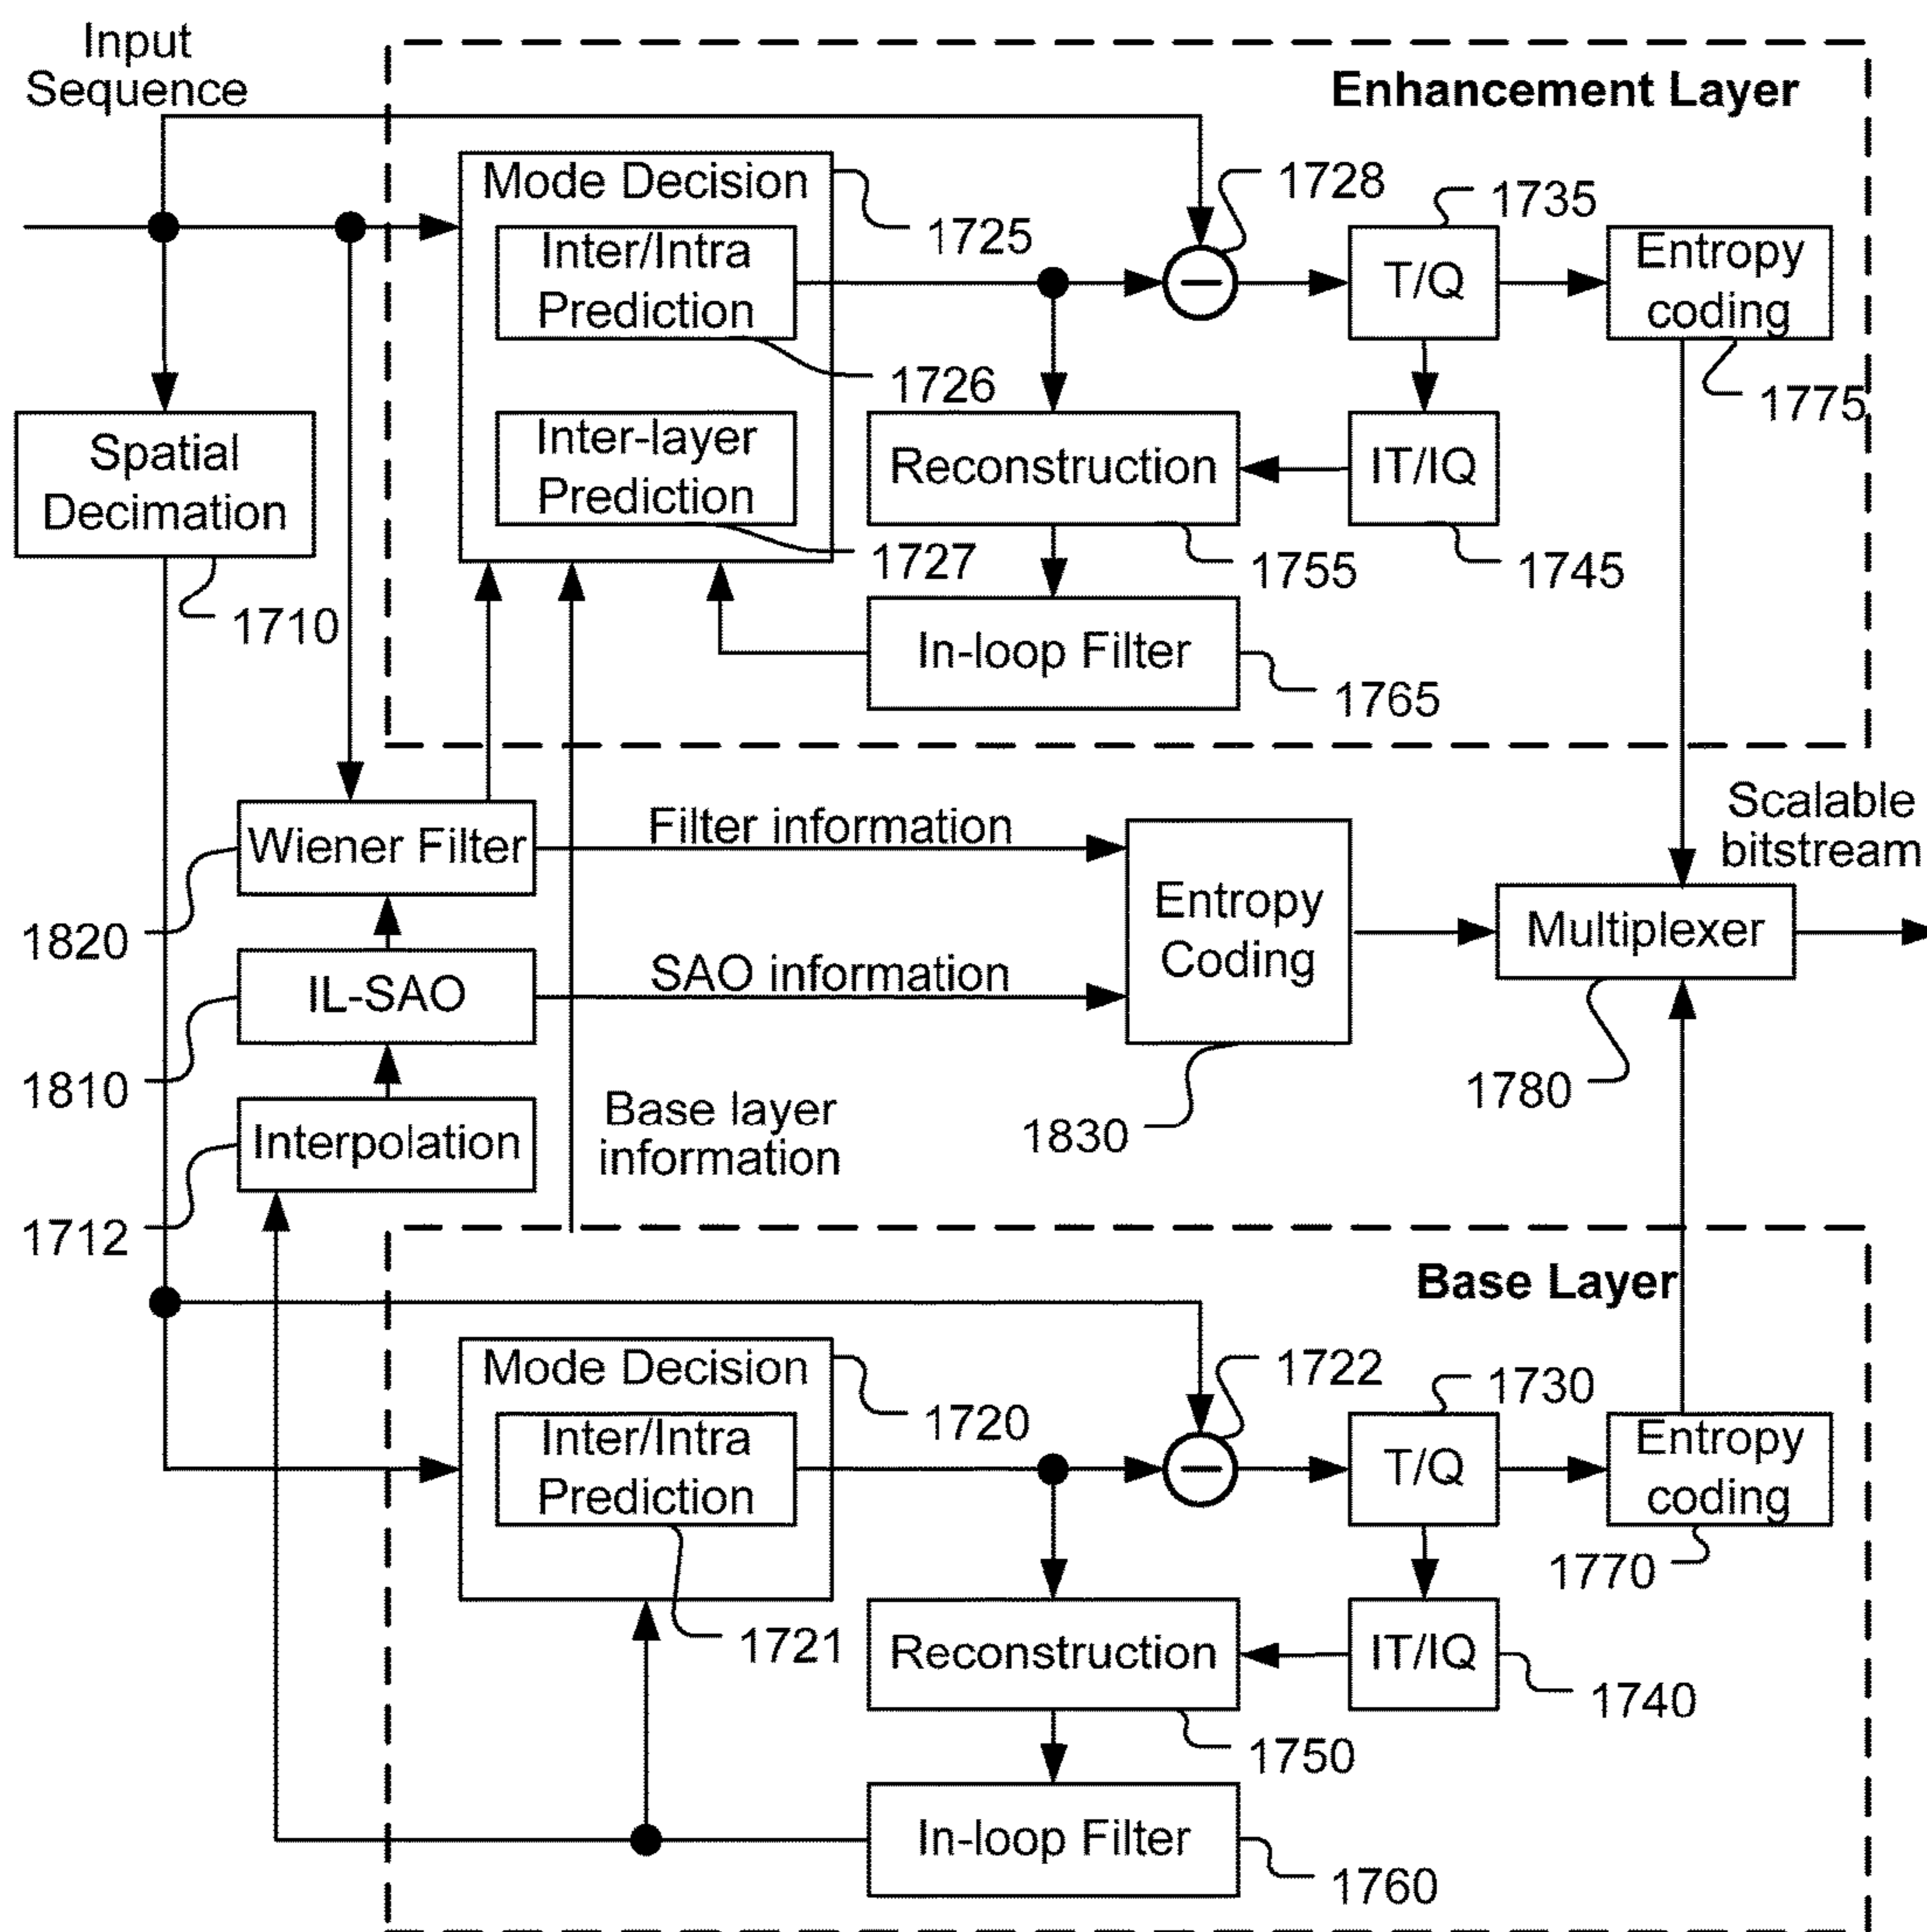 Input
Sequence
Enhancement Layer
Mode Decision
1728
1735
1725
Inter/Intra
Prediction
T/Q
Entropy
coding
1726
1775
Spatial
Decimation
Inter-layer
Prediction
Reconstruction
IT/IQ
1727
1755
1745
1710
In-loop Filter
1765
Wiener Filter
Filter information
Scalable
bitstream
Entropy
Coding
Multiplexer
1820
IL-SAO
SAO information
1810
1780
Interpolation
Base layer
information
1830
1712
Base Layer
Mode Decision
1722
1730
1720
Inter/Intra
Prediction
T/Q
Entropy
coding
1770
1721
Reconstruction
IT/IQ
1740
1750
In-loop Filter
1760